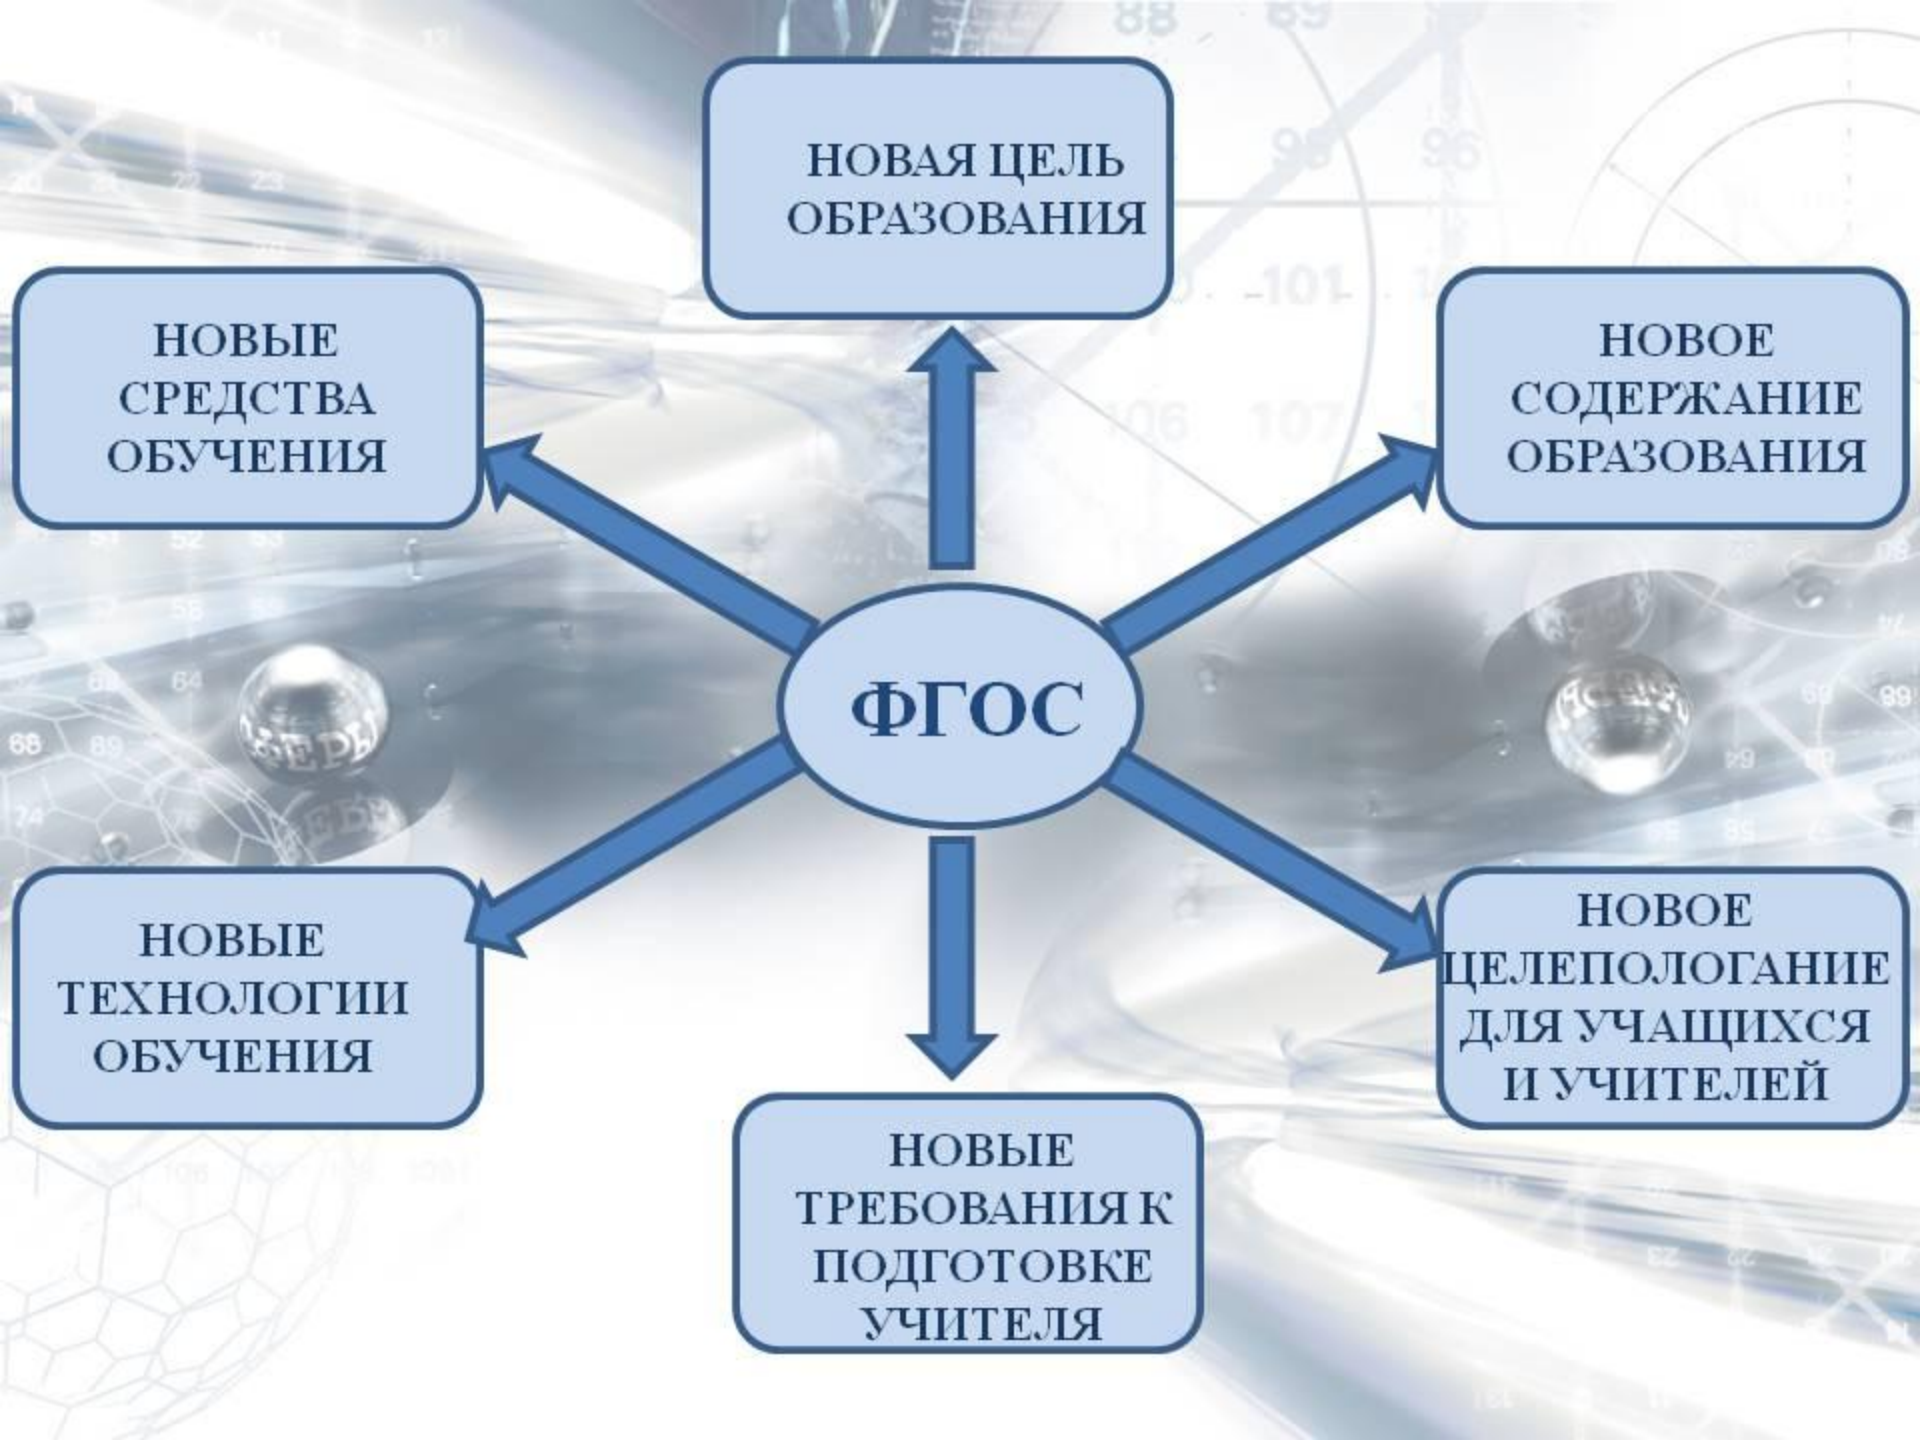 НОВАЯ ЦЕЛЬ
ОБРАЗОВАНИЯ
НОВЫЕ
СРЕДСТВА
ОБУЧЕНИЯ
НОВОЕ
СОДЕРЖАНИЕ
ОБРАЗОВАНИЯ
ФГОС
НОВЫЕ
ТЕХНОЛОГИИ
ОБУЧЕНИЯ
НОВОЕ
ЦЕЛЕПОЛОГАНИЕ
ДЛЯ УЧАЩИХСЯ
И УЧИТЕЛЕЙ
НОВЫЕ
ТРЕБОВАНИЯ К
ПОДГОТОВКЕ
УЧИТЕЛЯ